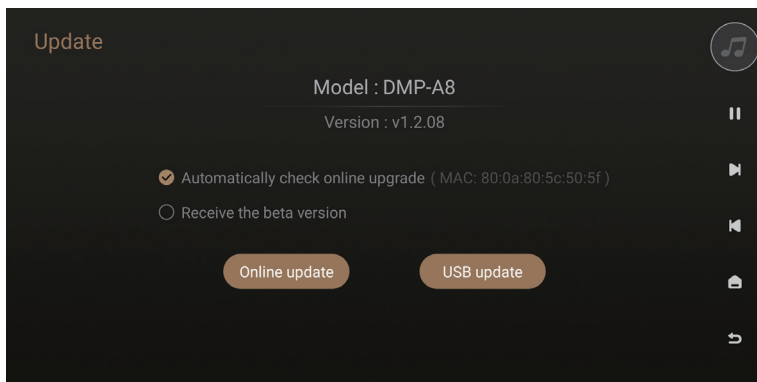 Update
Model : DMP-A8
Version : v1.2.08
Automatically check online upgrade ( MAC: 80:0a:80:5c:50:5f )
Receive the beta version
Online update
USB update